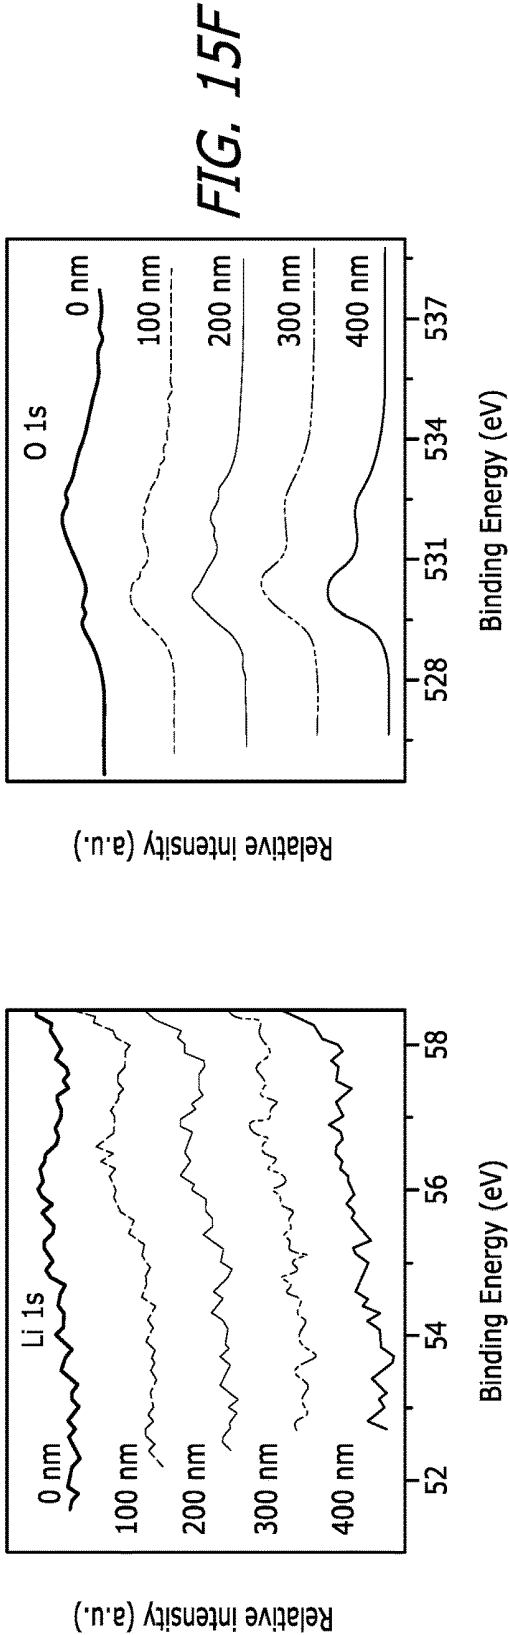 Li 1s
0 nm
100 nm
200 nm
300 nm
400 nm
52 54 56 58
Binding Energy (eV)
Relative intensity (a.u.)
O 1s
0 nm
100 nm
200 nm
300 nm
400 nm
528 531 534 537
Binding Energy (eV)
Relative intensity (a.u.)
FIG. 15F